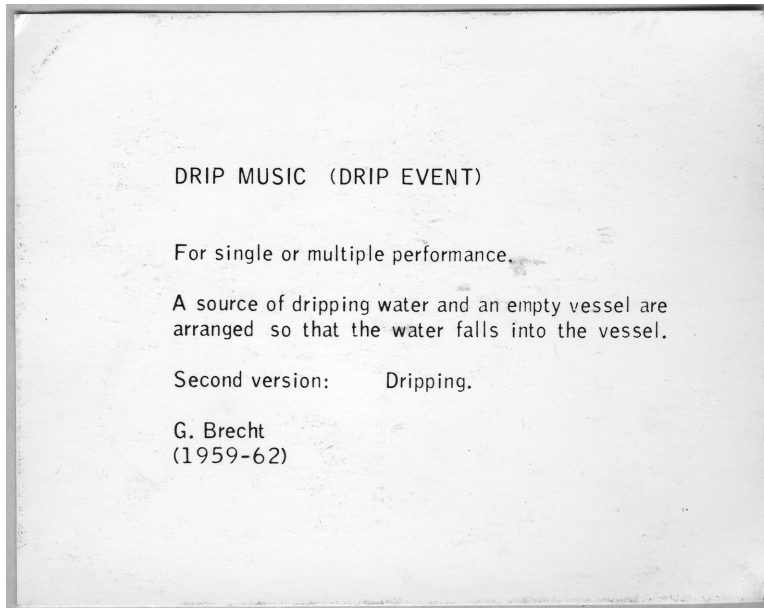 DRIP MUSIC (DRIP EVENT)
For single or multiple performance.
A source of dripping water and an empty vessel are
arranged so that the water falls into the vessel.
Second version: Dripping.
G. Brecht
(1959-62)